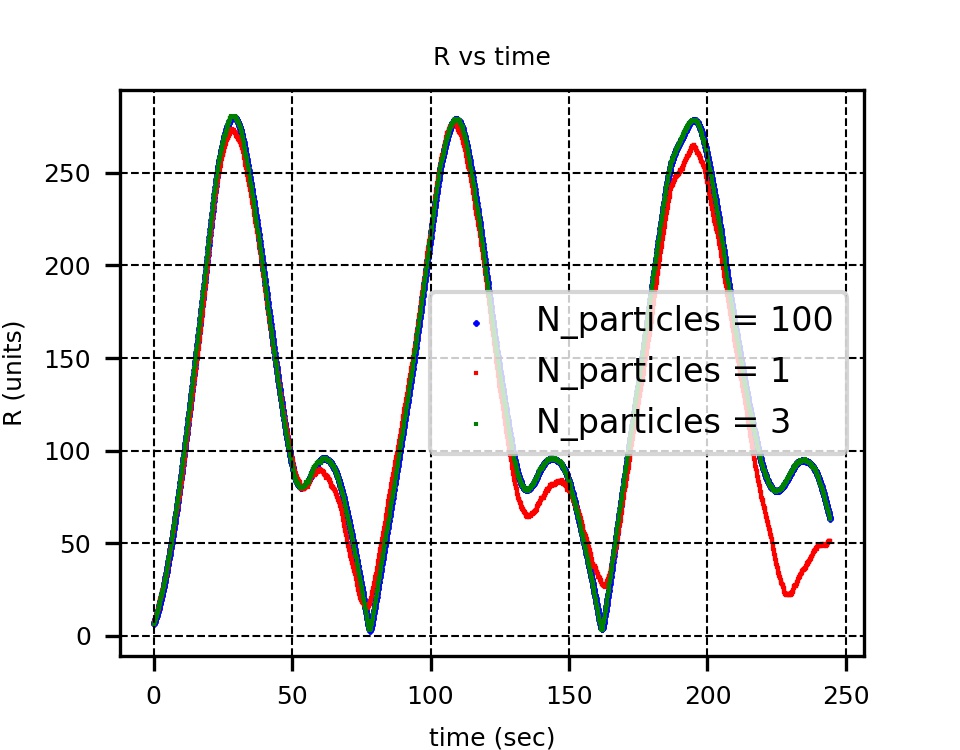 R vs time
R (units)
250
200
150
100
50
0
N_particles = 100
N_particles = 1
N_particles = 3
0 50 100 150 200 250
time (sec)